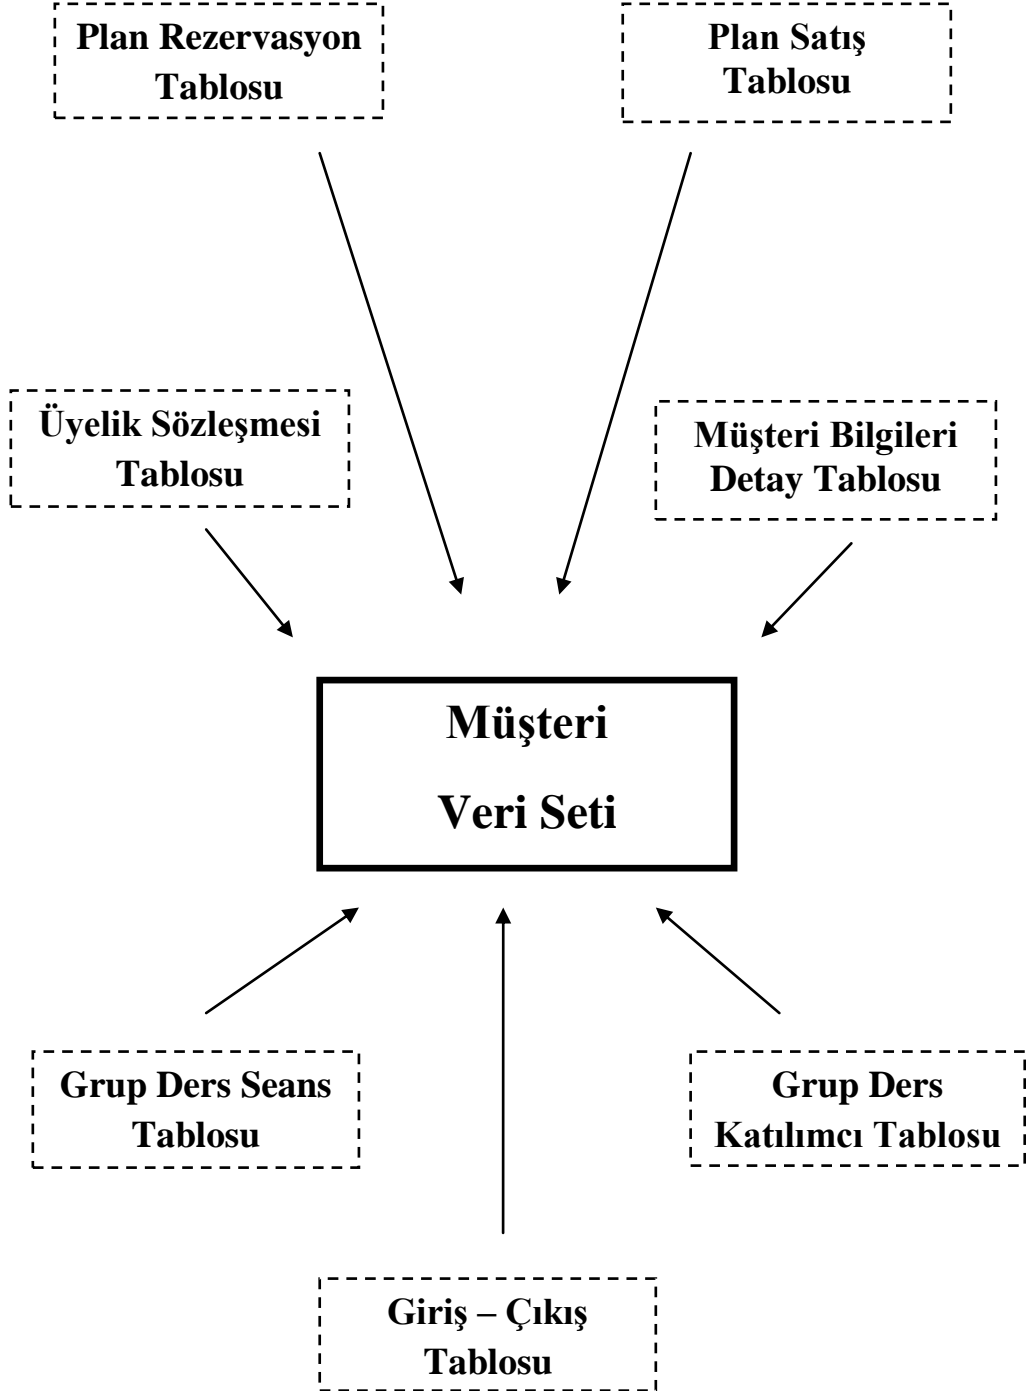 Plan Rezervasyon
Tablosu
Plan Satış
Tablosu
Üyelik Sözleşmesi
Tablosu
Müşteri Bilgileri
Detay Tablosu
Müşteri
Veri Seti
Grup Ders Seans
Tablosu
Grup Ders
Katılımcı Tablosu
Giriş – Çıkış
Tablosu